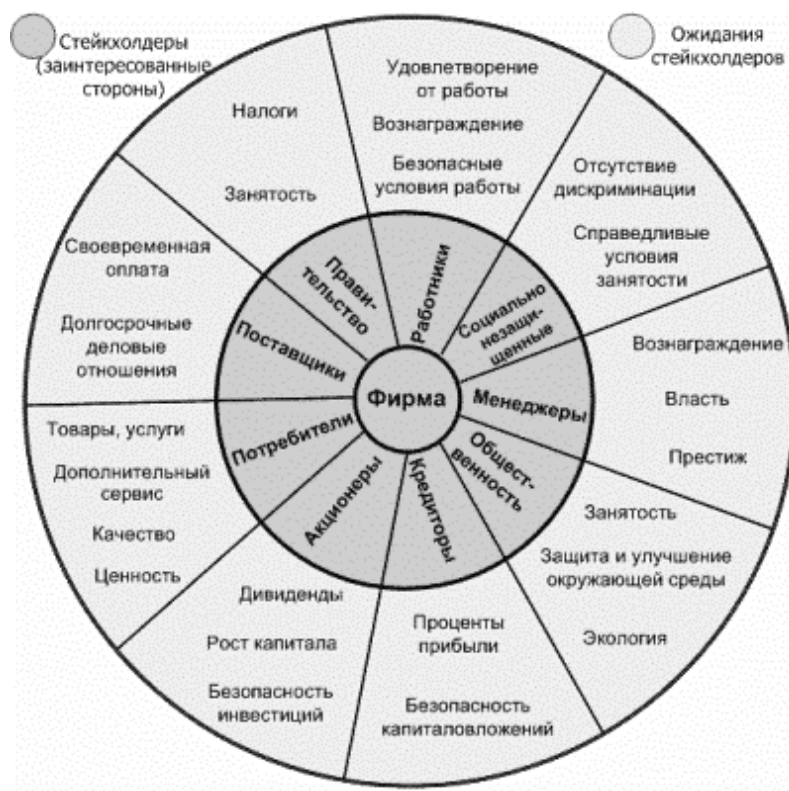 Стейкхолдеры
(заинтересованные
стороны)
Ожидания
стейкхолдеров
Налоги
Занятость
Удовлетворение
от работы
Вознаграждение
Безопасные
условия работы
Отсутствие
дискриминации
Справедливые
условия
занятости
Вознаграждение
Власть
Престиж
Занятость
Защита и улучшение
окружающей среды
Экология
Проценты
прибыли
Безопасность
капиталовложений
Дивиденды
Рост капитала
Безопасность
инвестиций
Товары, услуги
Дополнительный
сервис
Качество
Ценность
Своевременная
оплата
Долгосрочные
деловые
отношения
Прави-
тельство
Работники
Социально
незащи-
щенные
Менеджеры
Общест-
венность
Кредиторы
Акционеры
Потребители
Поставщики
Фирма